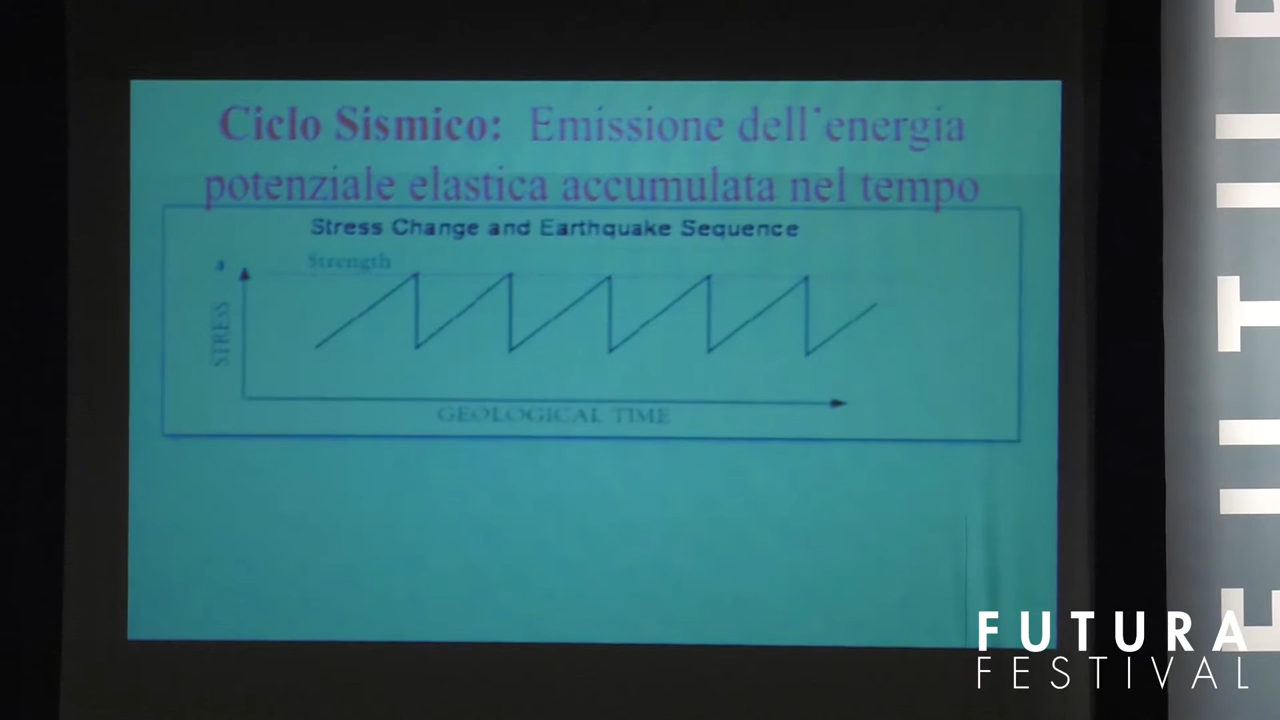 Ciclo Sismico: Emissione dell'energia
potenziale elastica accumulata nel tempo
Stress Change and Earthquake Sequence
a
Strength
STRESS
GEOLOGICAL TIME
FUTURA
FESTIVAL